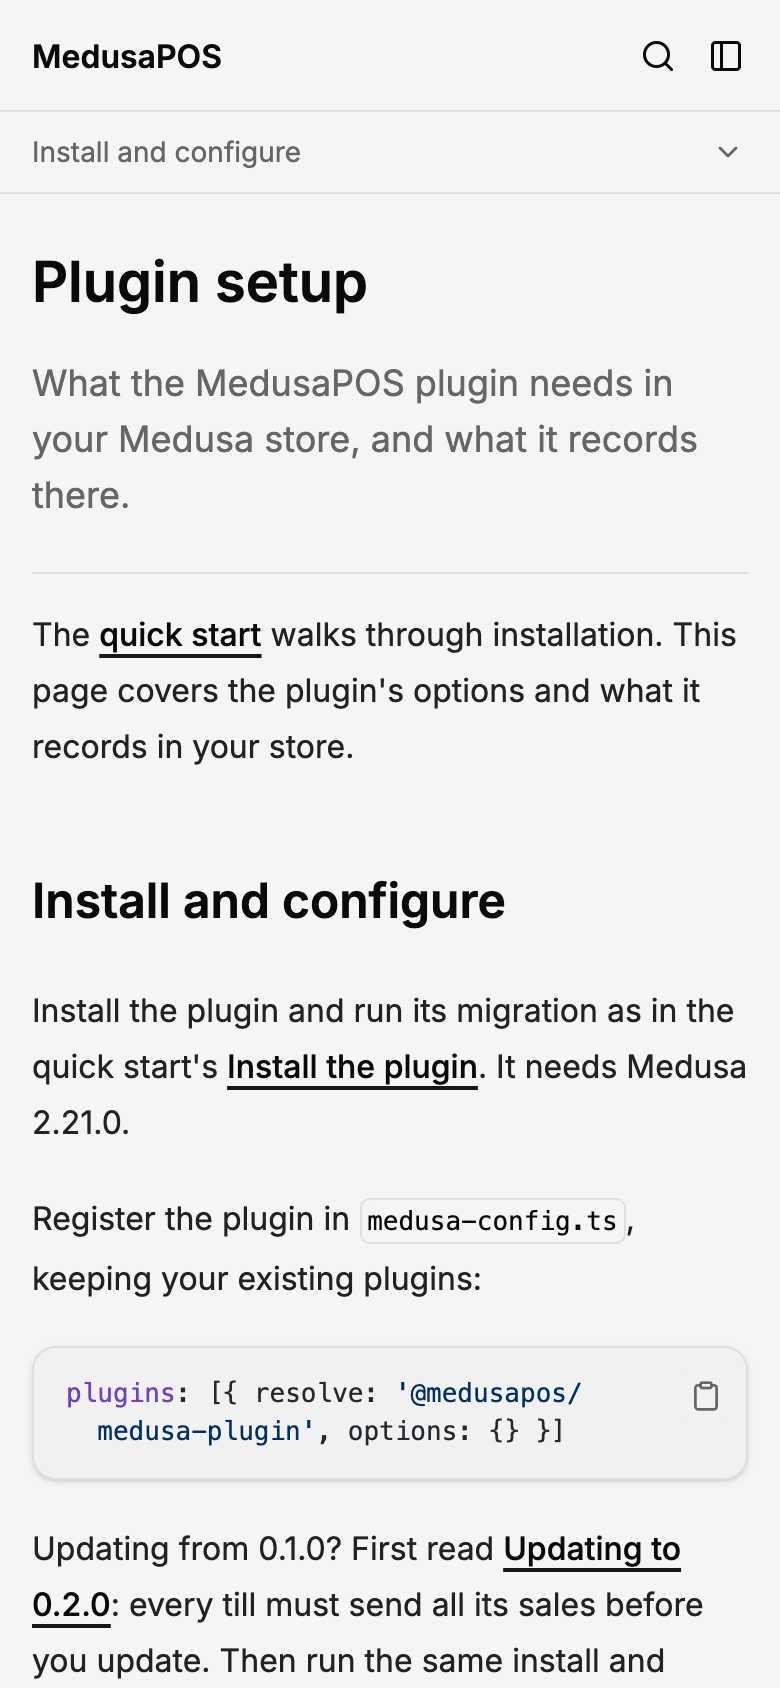 MedusaPOS
Install and configure
Plugin setup
What the MedusaPOS plugin needs in
your Medusa store, and what it records
there.
The quick start walks through installation. This
page covers the plugin's options and what it
records in your store.
Install and configure
Install the plugin and run its migration as in the
quick start's Install the plugin. It needs Medusa
2.21.0.
Register the plugin in medusa-config.ts,
keeping your existing plugins:
plugins: [{ resolve: '@medusapos/
medusa-plugin', options: {} }]
Updating from 0.1.0? First read Updating to
0.2.0: every till must send all its sales before
you update. Then run the same install and